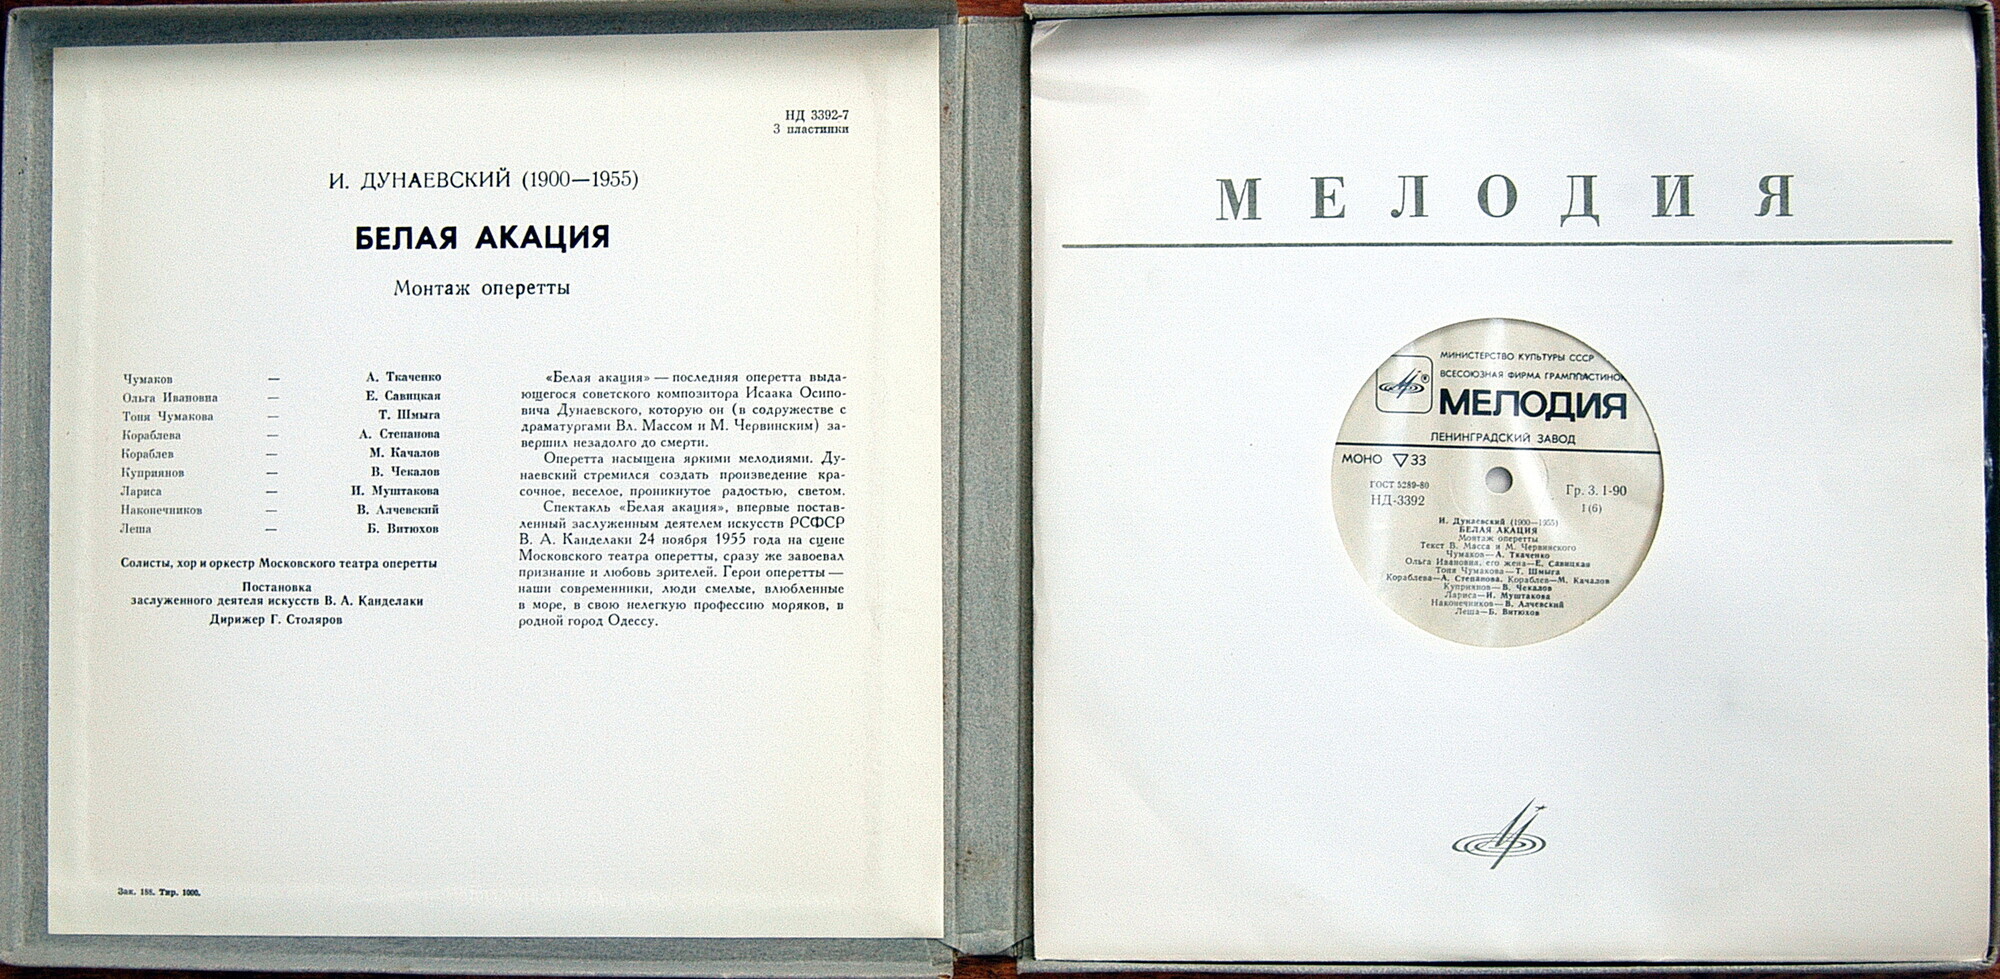 НД 3392-7
3 пластинки
И. ДУНАЕВСКИЙ (1900—1955)
БЕЛАЯ АКАЦИЯ
Монтаж оперетты
Чумаков — А. Ткаченко
Ольга Ивановна — Е. Савицкая
Тоня Чумакова — Т. Шмыга
Кораблева — А. Степанова
Кораблев — М. Качалов
Куприянов — В. Чекалов
Лариса — И. Муштакова
Наконечников — В. Алчевский
Леша — Б. Витюхов
Солисты, хор и оркестр Московского театра оперетты
Постановка
заслуженного деятеля искусств В. А. Канделаки
Дирижер Г. Столяров
«Белая акация» — последняя оперетта выда-
ющегося советского композитора Исаака Осипо-
вича Дунаевского, которую он (в содружестве с
драматургами Вл. Массом и М. Червинским) за-
вершил незадолго до смерти.
Оперетта насыщена яркими мелодиями. Ду-
наевский стремился создать произведение кра-
сочное, веселое, проникнутое радостью, светом.
Спектакль «Белая акация», впервые постав-
ленный заслуженным деятелем искусств РСФСР
В. А. Канделаки 24 ноября 1955 года на сцене
Московского театра оперетты, сразу же завоевал
признание и любовь зрителей. Герои оперетты —
наши современники, люди смелые, влюбленные
в море, в свою нелегкую профессию моряков, в
родной город Одессу.
Зак. 188. Тир. 1000.
МЕЛОДИЯ
МИНИСТЕРСТВО КУЛЬТУРЫ СССР
ВСЕСОЮЗНАЯ ФИРМА ГРАМПЛАСТИНОК
МЕЛОДИЯ
ЛЕНИНГРАДСКИЙ ЗАВОД
МОНО 33
ГОСТ 5289-80
НД-3392
Гр. 3. 1-90
1(6)
И. Дунаевский (1900—1955)
БЕЛАЯ АКАЦИЯ
Монтаж оперетты
Текст В. Масса и М. Червинского
Чумаков—А. Ткаченко
Ольга Ивановна, его жена—Е. Савицкая
Тоня Чумакова—Т. Шмыга
Кораблева—А. Степанова, Кораблев—М. Качалов
Куприянов—В. Чекалов
Лариса—И. Муштакова
Наконечников—В. Алчевский
Леша—Б. Витюхов